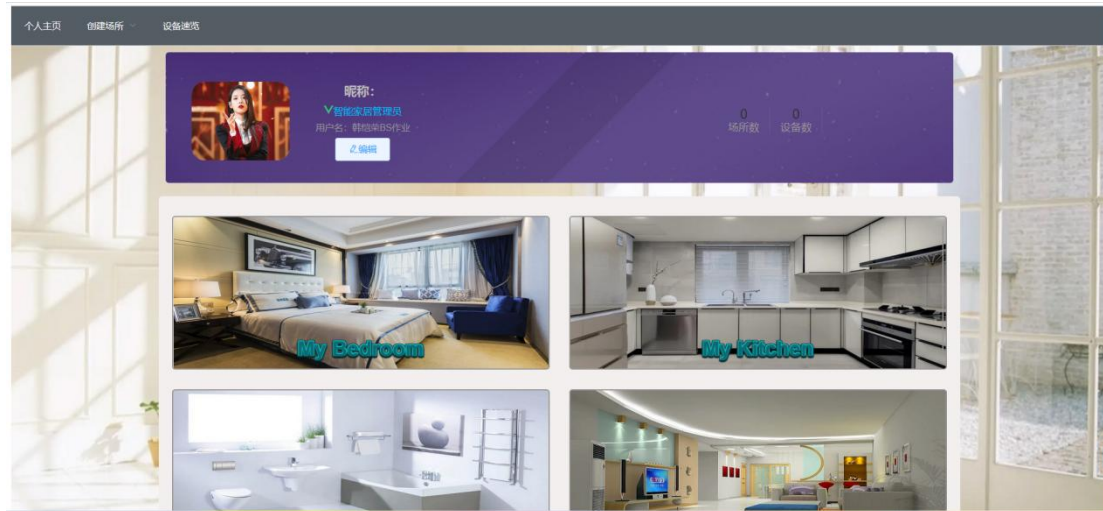 个人主页 创建场所 设备速览
昵称:
智能家居管理员
用户名: 韩恺荣BS作业
编辑
0 0
场所数 设备数
My Bedroom
My Kitchen